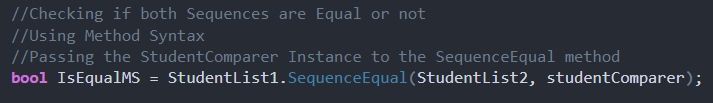 //Checking if both Sequences are Equal or not
//Using Method Syntax
//Passing the StudentComparer Instance to the SequenceEqual method
bool IsEqualMS = StudentList1.SequenceEqual(StudentList2, studentComparer);